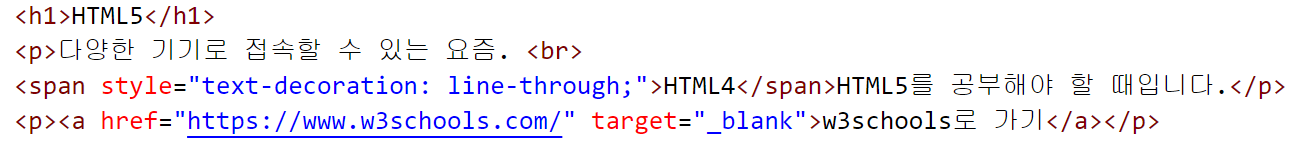 <h1>HTML5</h1>
<p>다양한 기기로 접속할 수 있는 요즘. <br>
<span style="text-decoration: line-through;">HTML4</span>HTML5를 공부해야 할 때입니다.</p>
<p><a href="https://www.w3schools.com/" target="_blank">w3schools로 가기</a></p>